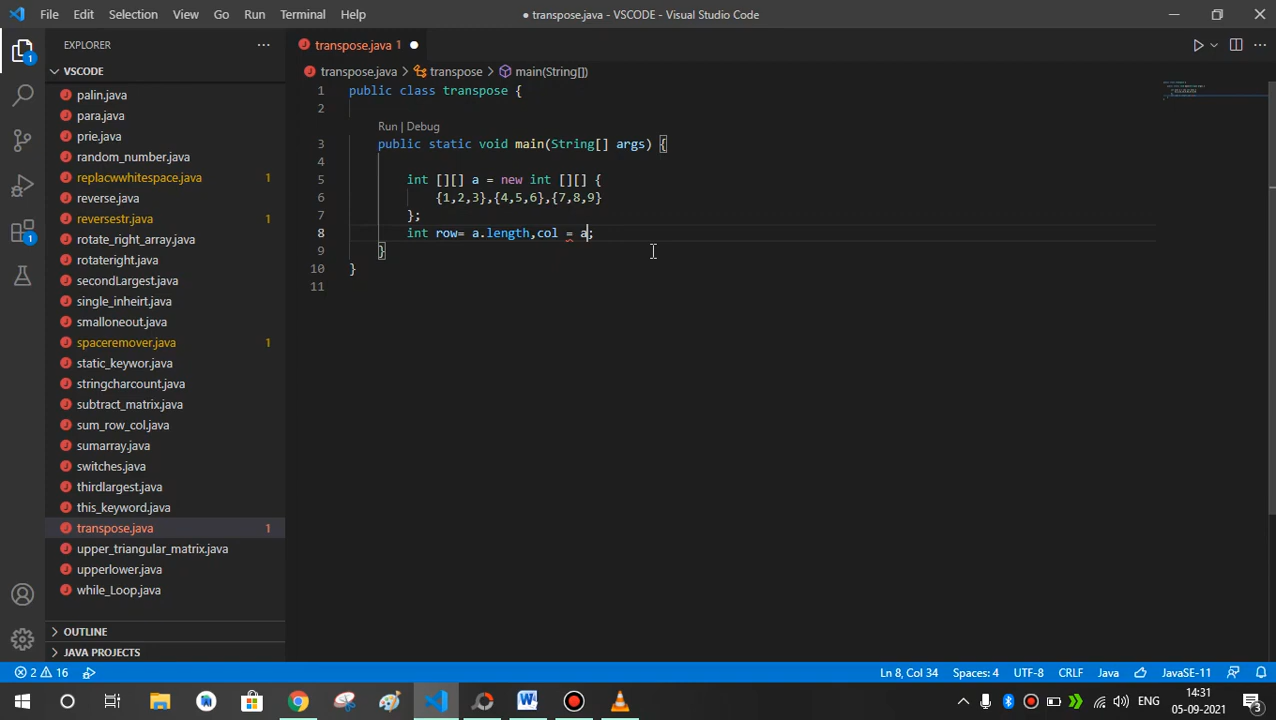 File Edit Selection View Go Run Terminal Help
● transpose.java - VSCODE - Visual Studio Code
EXPLORER
VSCODE
palin.java
para.java
prie.java
random_number.java
replacwwhitespace.java 1
reverse.java
reversestr.java 1
rotate_right_array.java
runtimepoly.java
secondLargest.java
single_inheirt.java
smalloneout.java
spaceremover.java 1
static_keywor.java
stringcharcount.java
subtract_matrix.java
sum_row_col.java
sumarray.java
switches.java
thirdlargest.java
this_keyword.java
transpose.java 1
upper_triangular_matrix.java
upperlower.java
while_Loop.java
OUTLINE
JAVA PROJECTS
1
1
transpose.java 1 ●
transpose.java > transpose > main(String[])
1 public class transpose {
2
Run | Debug
3 public static void main(String[] args) {
4
5 int [][] a = new int [][] {
6 {1,2,3},{4,5,6},{7,8,9}
7 };
8 int row= a.length,col = a;
9 }
10 }
11
2 16
Ln 8, Col 34 Spaces: 4 UTF-8 CRLF Java JavaSE-11
ENG
14:31
05-09-2021
3